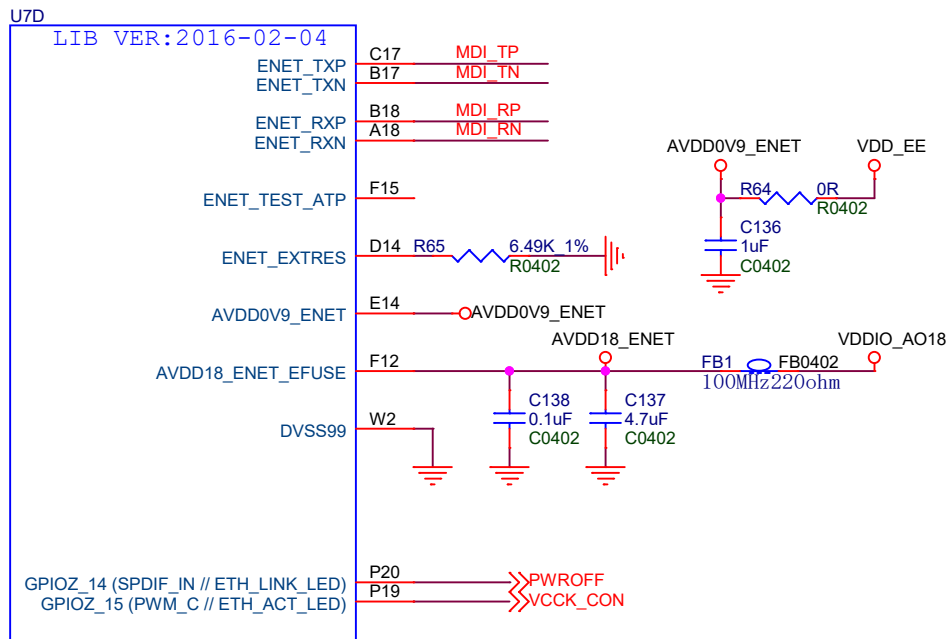 U7D
LIB VER:2016-02-04
ENET_TXP C17 MDI_TP
ENET_TXN B17 MDI_TN
ENET_RXP B18 MDI_RP
ENET_RXN A18 MDI_RN
AVDD0V9_ENET VDD_EE
ENET_TEST_ATP F15
R64 0R
R0402
C136
1uF
C0402
ENET_EXTRES D14 R65 6.49K_1%
R0402
AVDD0V9_ENET E14 AVDD0V9_ENET
AVDD18_ENET VDDIO_AO18
AVDD18_ENET_EFUSE F12 FB1 FB0402
100MHz220ohm
C138 C137
0.1uF 4.7uF
C0402 C0402
DVSS99 W2
GPIOZ_14 (SPDIF_IN // ETH_LINK_LED) P20 PWROFF
GPIOZ_15 (PWM_C // ETH_ACT_LED) P19 VCCK_CON